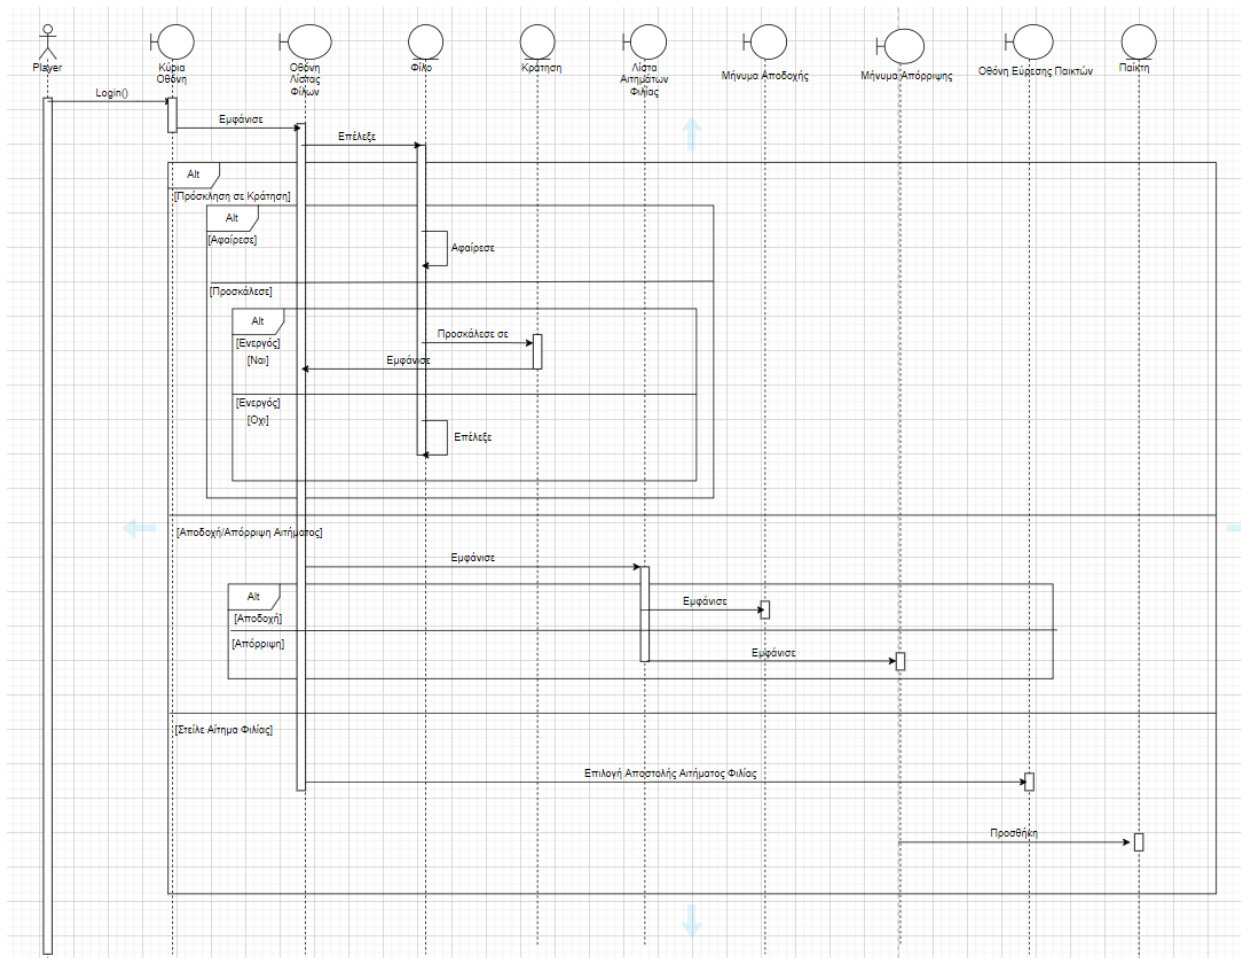 Player
Κύρια
Οθόνη
Οθόνη
Λίστας
Φίλων
Φίλο
Κράτηση
Λίστα
Αιτημάτων
Φιλίας
Μήνυμα Αποδοχής
Μήνυμα Απόρριψης
Οθόνή Εύρεσης Παικτών
Παίκτη
Login()
Εμφάνισε
Επέλεξε
Alt
[Πρόσκληση σε Κράτηση]
Alt
[Αφαίρεσε]
Αφαίρεσε
[Προσκάλεσε]
Alt
[Ενεργός]
[Ναι]
Προσκάλεσε σε
Εμφάνισε
[Ενεργός]
[Οχι]
Επέλεξε
[Αποδοχή/Απόρριψη Αιτήματος]
Εμφάνισε
Alt
[Αποδοχή]
Εμφάνισε
[Απόρριψη]
Εμφάνισε
[Στείλε Αίτημα Φιλίας]
Επιλογή Αποστολής Αιτήματος Φιλίας
Προσθήκη